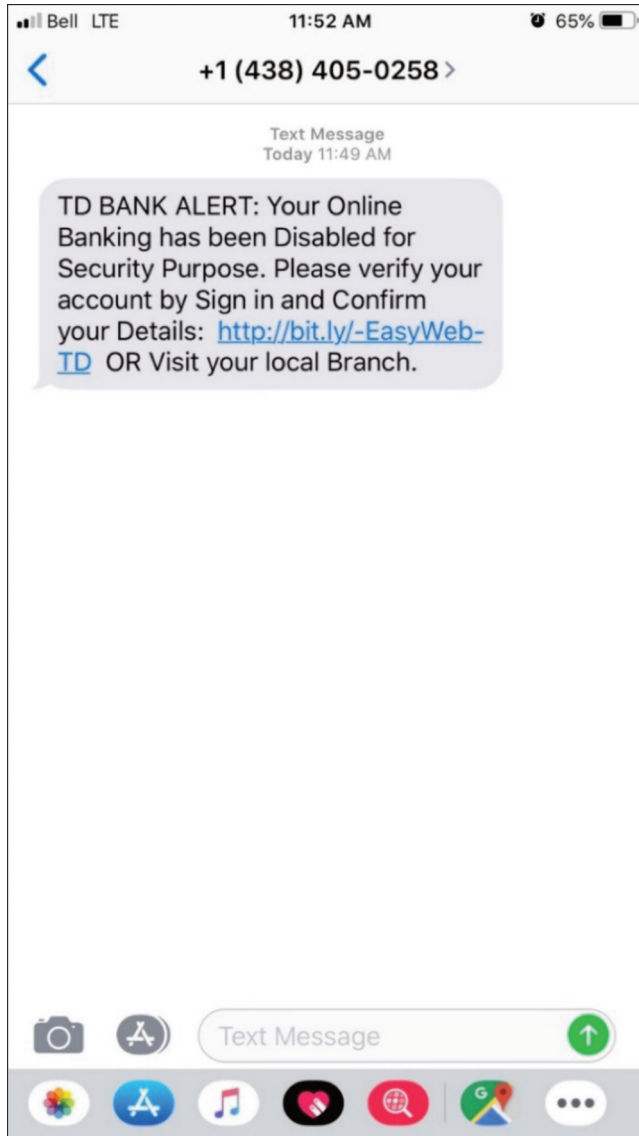 Bell LTE 11:52 AM 65%
+1 (438) 405-0258
Text Message
Today 11:49 AM
TD BANK ALERT: Your Online
Banking has been Disabled for
Security Purpose. Please verify your
account by Sign in and Confirm
your Details: http://bit.ly/-EasyWeb-
TD OR Visit your local Branch.
Text Message
G